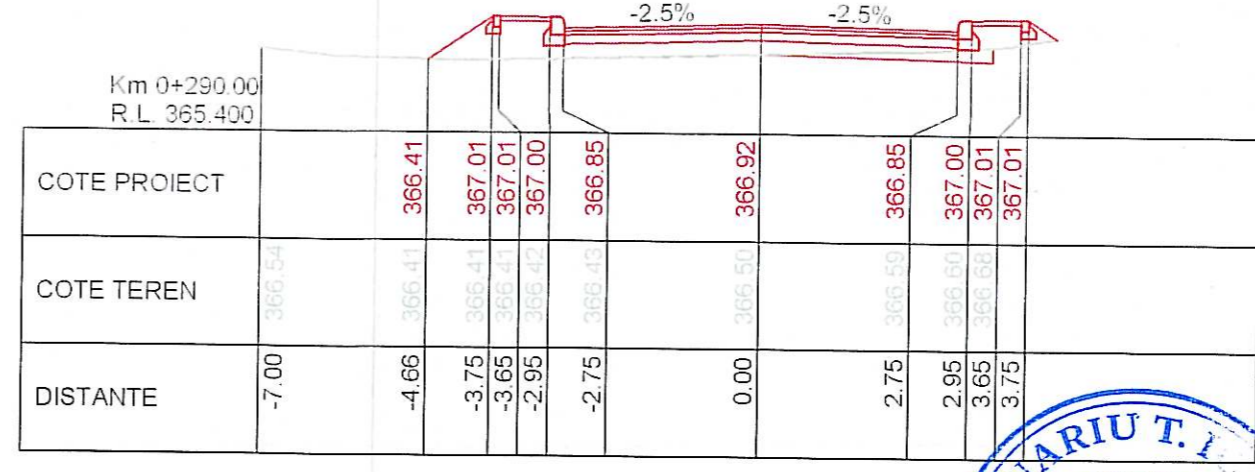 -2.5% -2.5%
Km 0+290.00
R.L. 365.400
COTE PROIECT 366.41 367.01 367.01 367.00 366.85 366.92 366.85 367.00 367.01 367.01
COTE TEREN 366.54 366.41 366.41 366.41 366.42 366.43 366.50 366.59 366.60 366.68
DISTANTE -7.00 -4.66 -3.75 -3.65 -2.95 -2.75 0.00 2.75 2.95 3.65 3.75
ARIU T.